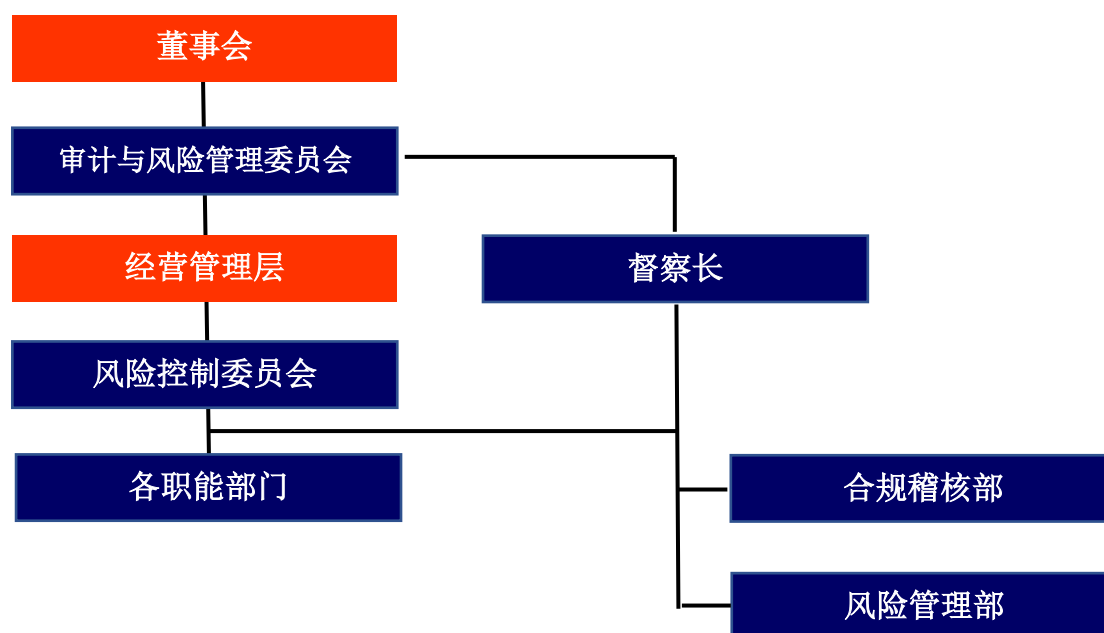 董事会
审计与风险管理委员会
经营管理层
督察长
风险控制委员会
各职能部门
合规稽核部
风险管理部